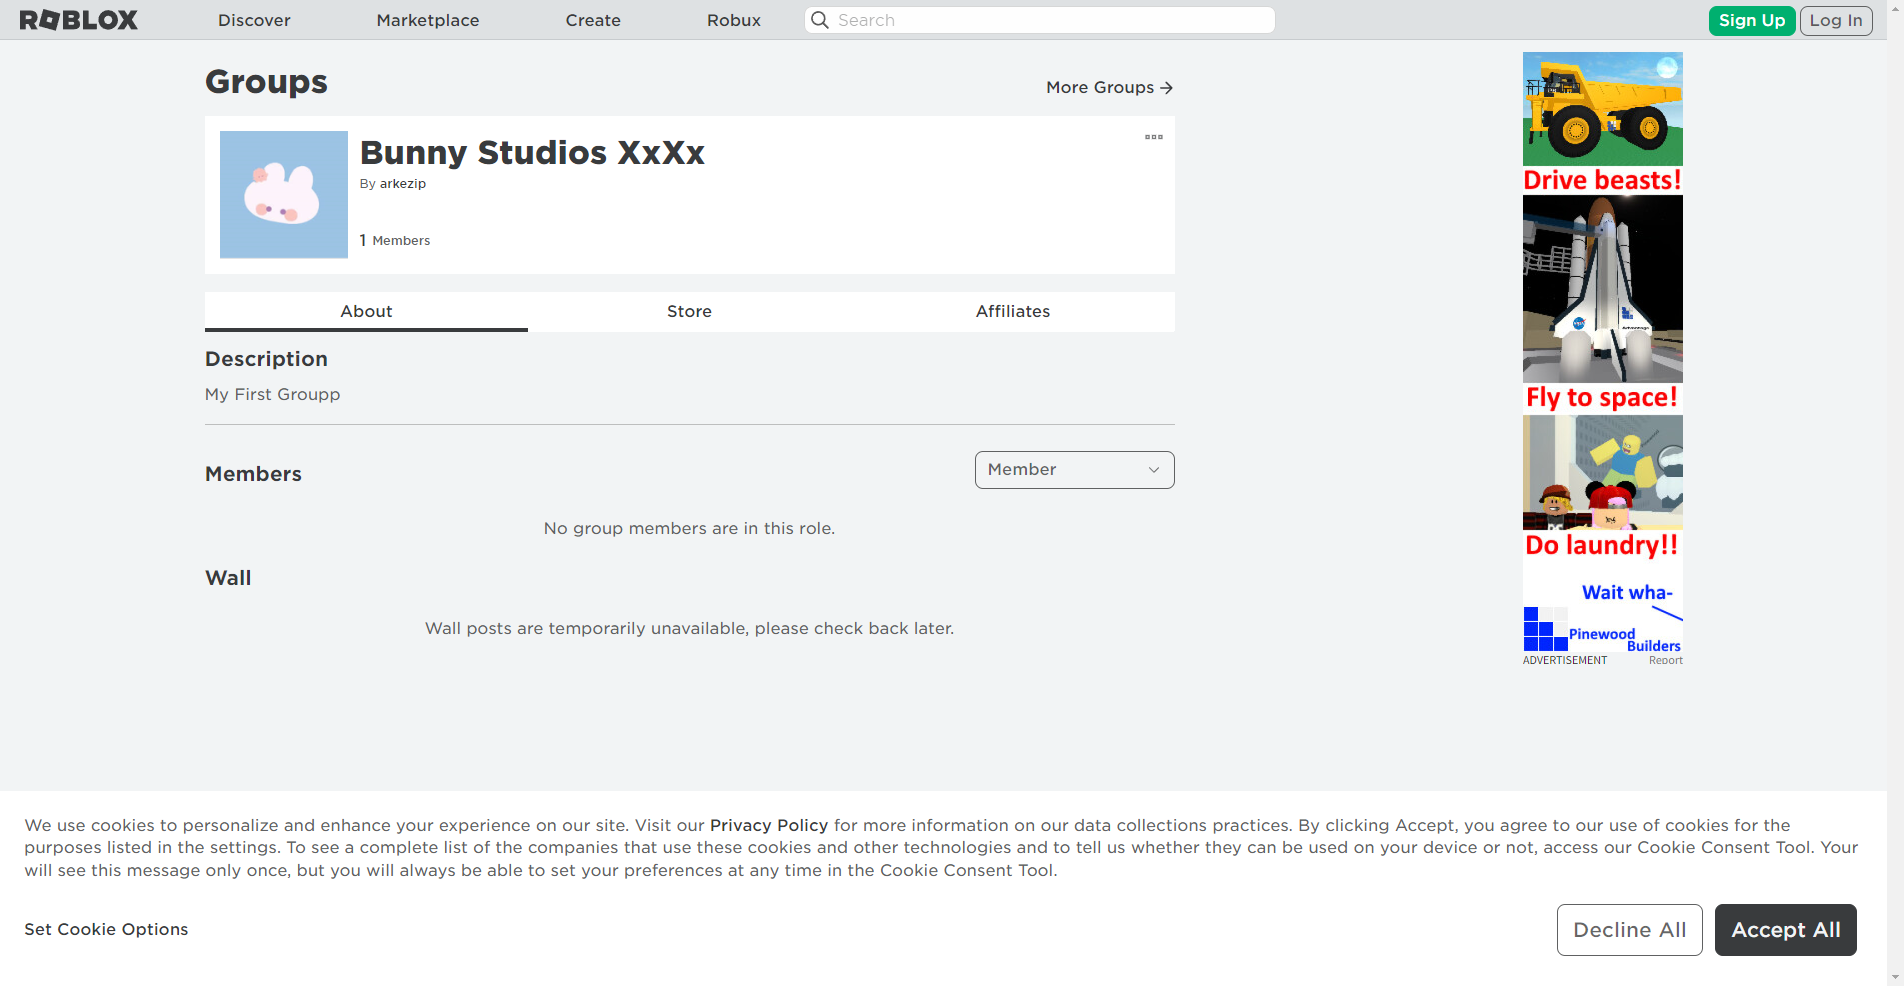 ROBLOX
Discover
Marketplace
Create
Robux
Search
Sign Up
Log In
Groups
More Groups
Bunny Studios XxXx
By arkezip
1 Members
About
Store
Affiliates
Description
My First Groupp
Members
Member
No group members are in this role.
Wall
Wall posts are temporarily unavailable, please check back later.
Drive beasts!
Fly to space!
Do laundry!!
Wait wha-
Pinewood
Builders
ADVERTISEMENT
Report
We use cookies to personalize and enhance your experience on our site. Visit our Privacy Policy for more information on our data collections practices. By clicking Accept, you agree to our use of cookies for the
purposes listed in the settings. To see a complete list of the companies that use these cookies and other technologies and to tell us whether they can be used on your device or not, access our Cookie Consent Tool. Your
will see this message only once, but you will always be able to set your preferences at any time in the Cookie Consent Tool.
Set Cookie Options
Decline All
Accept All